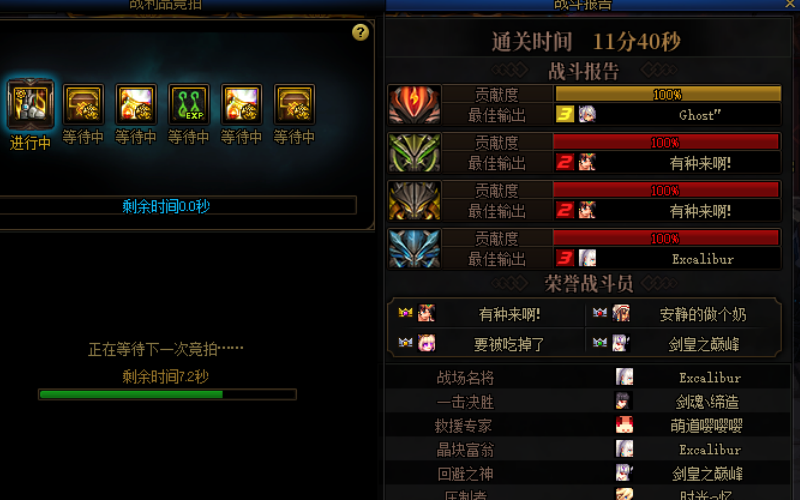 战利品竞拍
?
进行中 等待中 等待中 EXP 等待中 等待中 等待中
剩余时间0.0秒
正在等待下一次竞拍……
剩余时间7.2秒
战斗报告
通关时间 11分40秒
战斗报告
贡献度 100%
最佳输出 3 Ghost”
贡献度 100%
最佳输出 2 有种来啊!
贡献度 100%
最佳输出 2 有种来啊!
贡献度 100%
最佳输出 3 Excalibur
荣誉战斗员
有种来啊! 安静的做个奶
要被吃掉了 剑皇之巅峰
战场名将 Excalibur
一击决胜 剑魂丶缔造
救援专家 萌道嘤嘤嘤
晶块富翁 Excalibur
回避之神 剑皇之巅峰
压制者